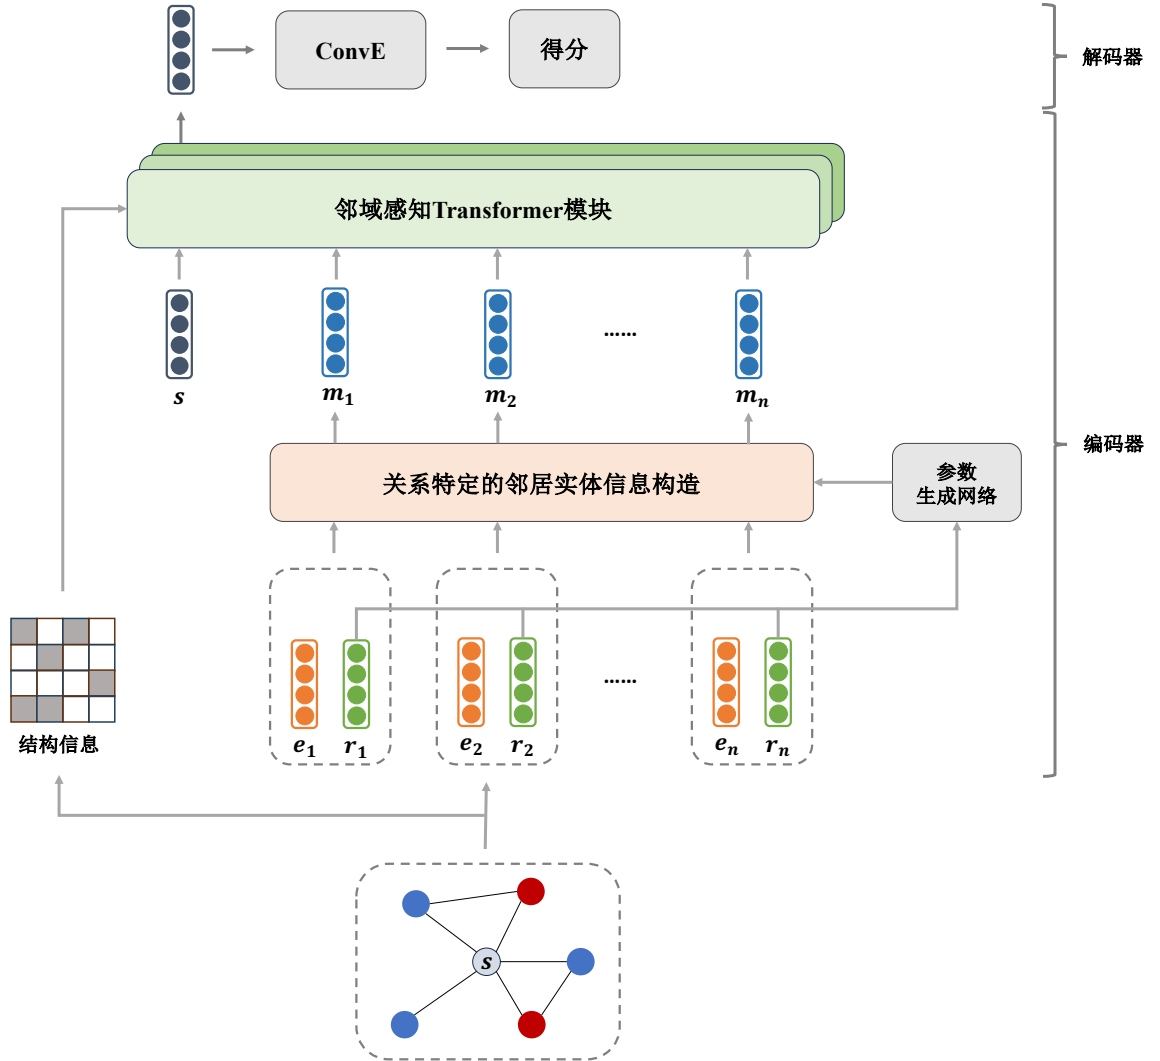 ConvE
得分
解码器
邻域感知Transformer模块
……
s
m₁
m₂
mₙ
编码器
关系特定的邻居实体信息构造
参数
生成网络
……
结构信息
e₁
r₁
e₂
r₂
eₙ
rₙ
s